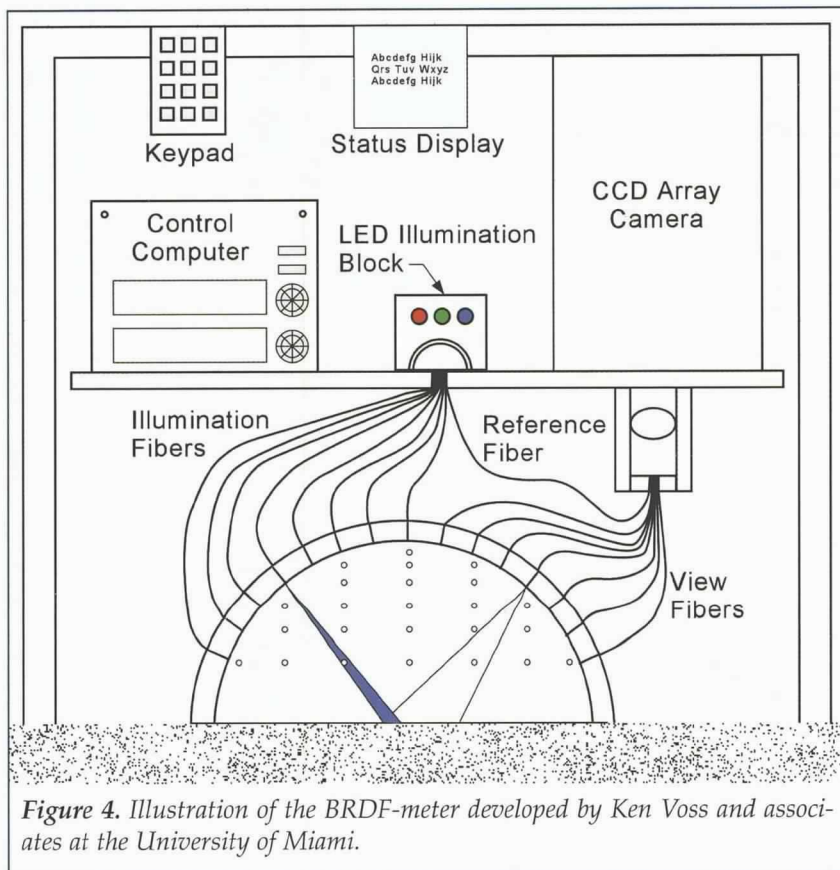 Abcdefg Hijk
Qrs Tuv Wxyz
Abcdefg Hijk
Keypad
Status Display
CCD Array
Camera
Control
Computer
LED Illumination
Block
Illumination
Fibers
Reference
Fiber
View
Fibers
Figure 4. Illustration of the BRDF-meter developed by Ken Voss and associ-
ates at the University of Miami.